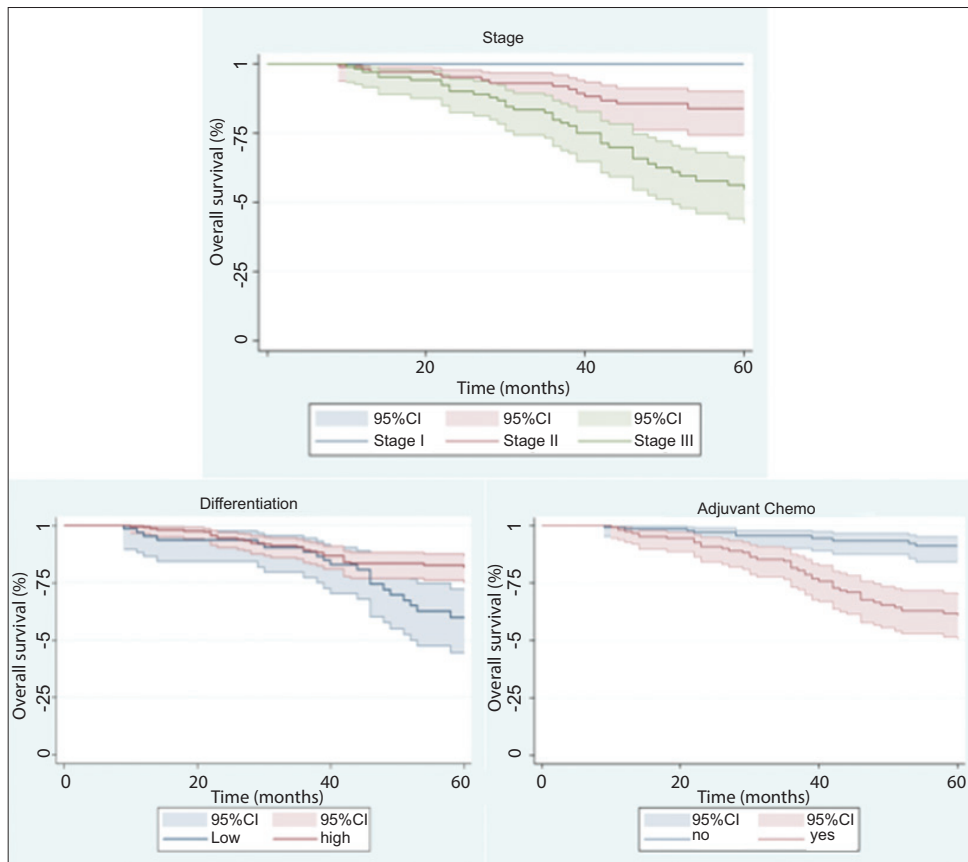 Stage
Overall survival (%)
1
-75
-5
-25
0
20 40 60
Time (months)
95%CI 95%CI 95%CI
Stage I Stage II Stage III
Differentiation
Overall survival (%)
1
-75
-5
-25
0
0 20 40 60
Time (months)
95%CI 95%CI
Low high
Adjuvant Chemo
Overall survival (%)
1
-75
-5
-25
0
0 20 40 60
Time (months)
95%CI 95%CI
no yes